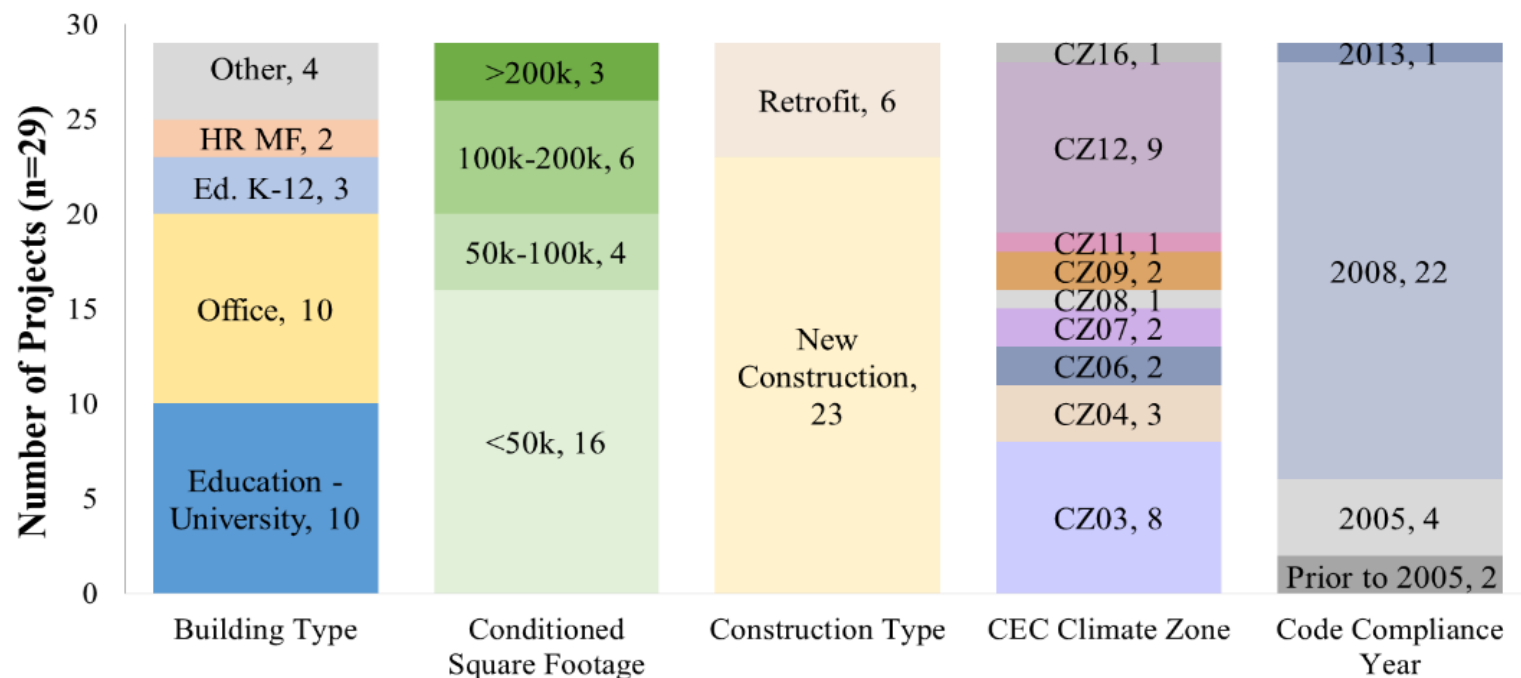 Number of Projects (n=29)
30
25
20
15
10
5
0
Other, 4
HR MF, 2
Ed. K-12, 3
Office, 10
Education -
University, 10
>200k, 3
100k-200k, 6
50k-100k, 4
<50k, 16
Retrofit, 6
New
Construction,
23
CZ16, 1
CZ12, 9
CZ11, 1
CZ09, 2
CZ08, 1
CZ07, 2
CZ06, 2
CZ04, 3
CZ03, 8
2013, 1
2008, 22
2005, 4
Prior to 2005, 2
Building Type
Conditioned
Square Footage
Construction Type
CEC Climate Zone
Code Compliance
Year